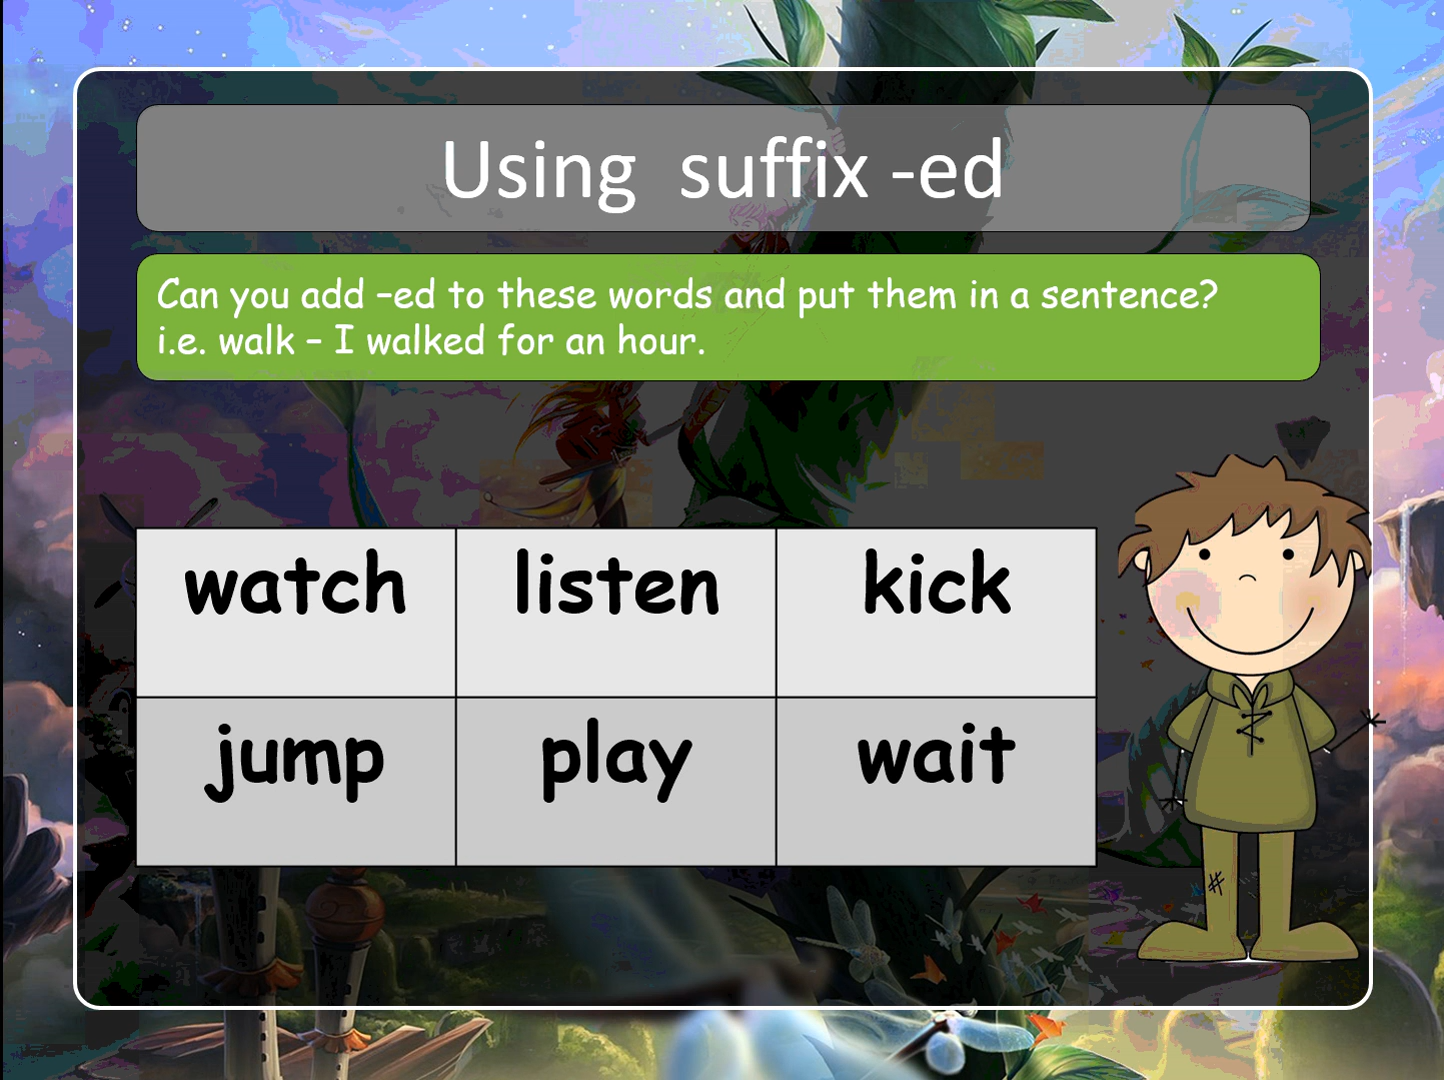 Using suffix -ed
Can you add –ed to these words and put them in a sentence?
i.e. walk – I walked for an hour.
watch listen kick
jump play wait